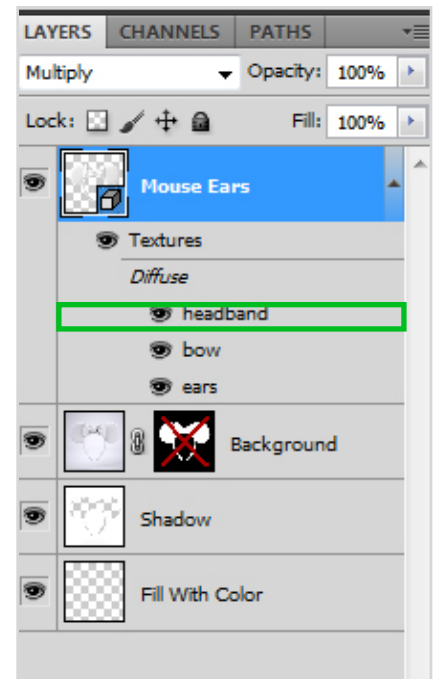 LAYERS CHANNELS PATHS
Multiply Opacity: 100%
Lock: Fill: 100%
Mouse Ears
Textures
Diffuse
headband
bow
ears
Background
Shadow
Fill With Color